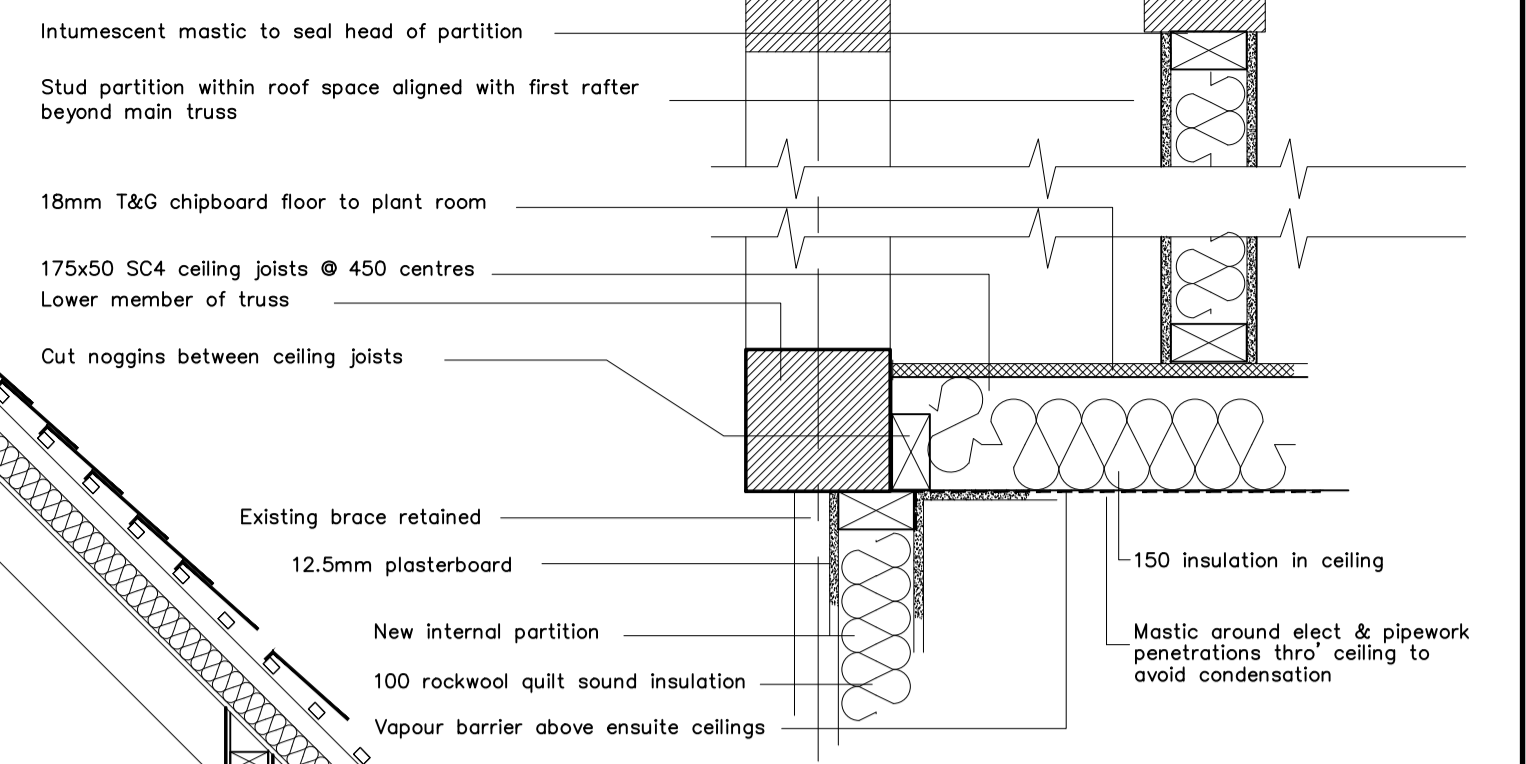 Intumescent mastic to seal head of partition
Stud partition within roof space aligned with first rafter
beyond main truss
18mm T&G chipboard floor to plant room
175x50 SC4 ceiling joists @ 450 centres
Lower member of truss
Cut noggins between ceiling joists
Existing brace retained
12.5mm plasterboard
New internal partition
100 rockwool quilt sound insulation
Vapour barrier above ensuite ceilings
150 insulation in ceiling
Mastic around elect & pipework
penetrations thro' ceiling to
avoid condensation